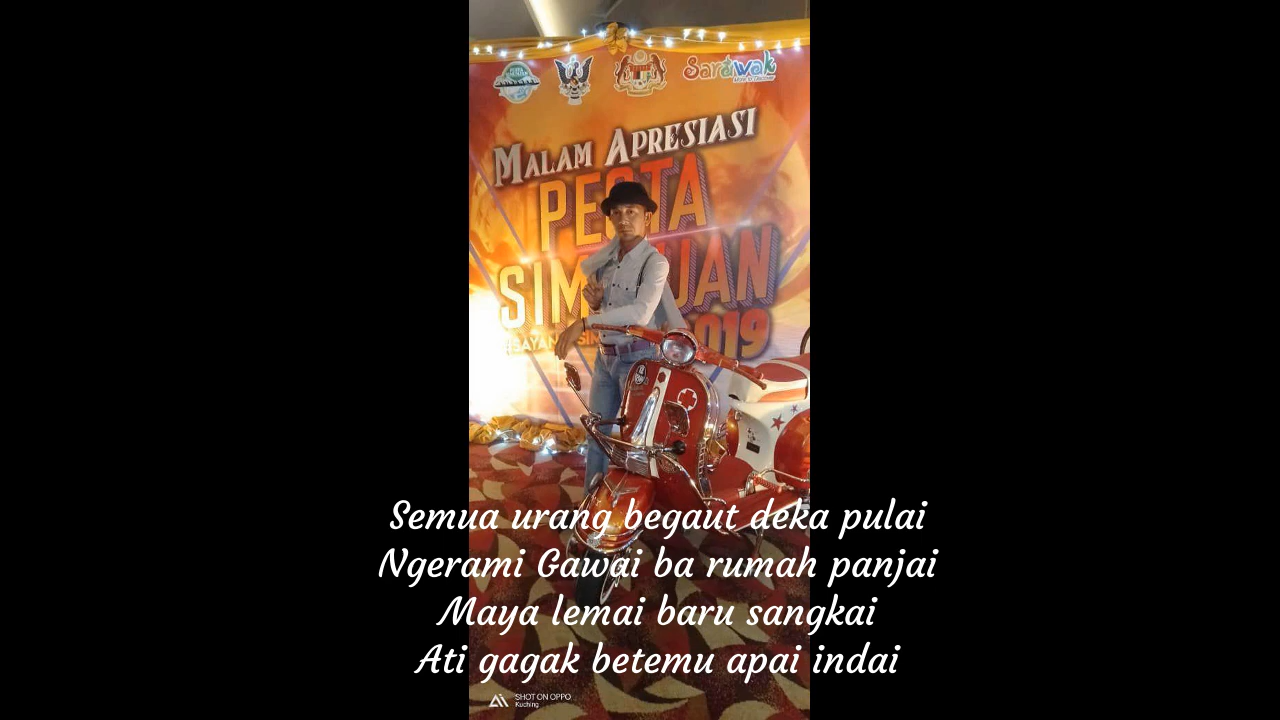 Sarawak
MALAM APRESIASI
PESTA
SIM UAN
2019
Semua urang begaut deka pulai
Ngerami Gawai ba rumah panjai
Maya lemai baru sangkai
Ati gagak betemu apai indai
SHOT ON OPPO
Kuching